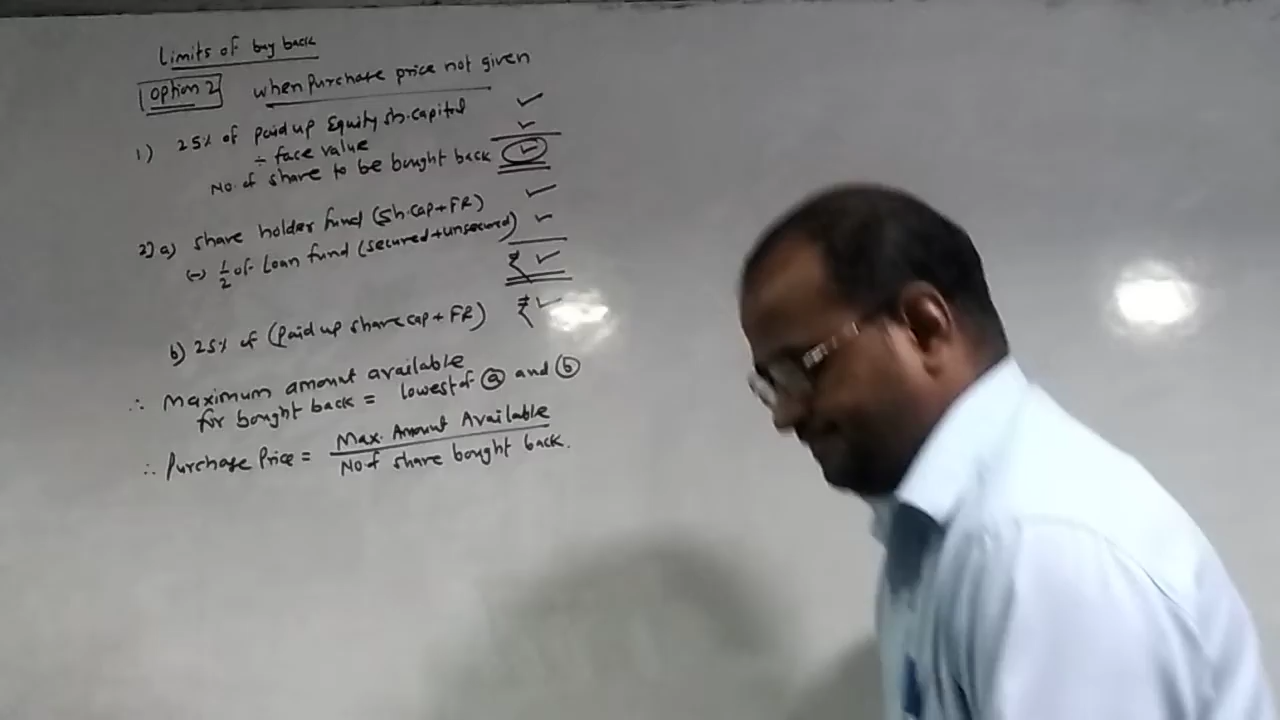 Limits of buy back
Option 2 when purchase price not given
1) 25% of Paid up Equity sh. capital ✓
÷ face value ✓
No. of share to be bought back ✓
2) a) share holder fund (sh. cap + FR) ✓
(-) 1/2 of Loan fund (secured + unsecured) ✓
₹ ✓
b) 25% of (paid up share cap + FR) ₹ ✓
∴ Maximum amount available
for bought back = lowest of (a) and (b)
∴ Purchase Price = Max. Amount Available / No. of share bought back.